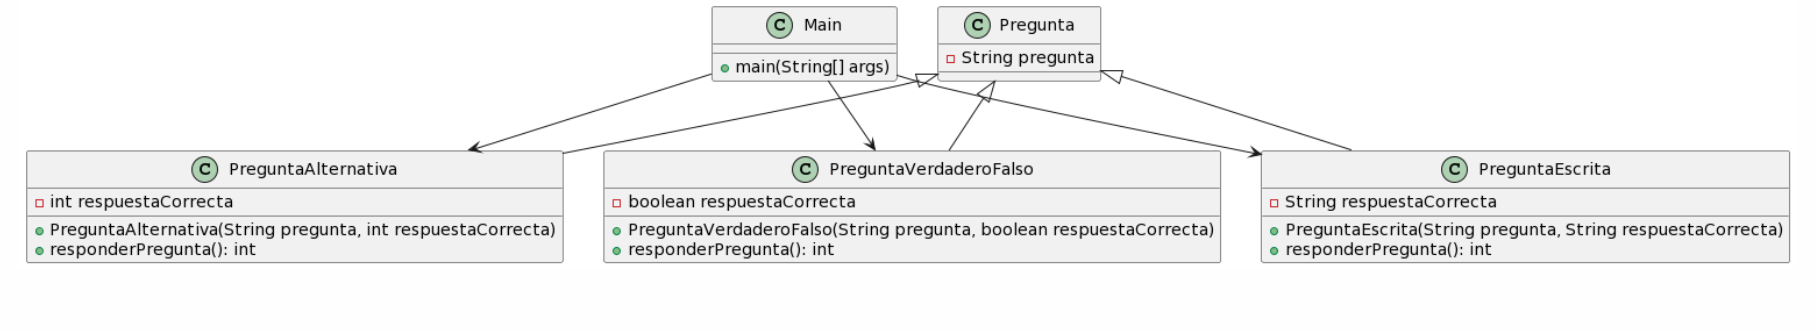 C Main
+ main(String[] args)
C Pregunta
String pregunta
C PreguntaAlternativa
int respuestaCorrecta
PreguntaAlternativa(String pregunta, int respuestaCorrecta)
responderPregunta(): int
C PreguntaVerdaderoFalso
boolean respuestaCorrecta
PreguntaVerdaderoFalso(String pregunta, boolean respuestaCorrecta)
responderPregunta(): int
C PreguntaEscrita
String respuestaCorrecta
PreguntaEscrita(String pregunta, String respuestaCorrecta)
responderPregunta(): int